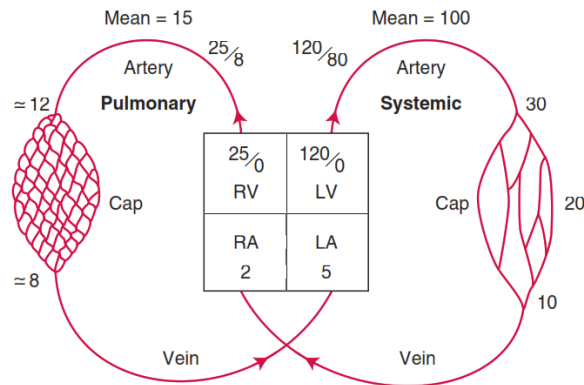 Mean = 15
Mean = 100
25/8
120/80
Artery
Artery
Pulmonary
Systemic
≃ 12
30
25/0
120/0
RV
LV
Cap
Cap
20
RA
LA
2
5
≃ 8
10
Vein
Vein